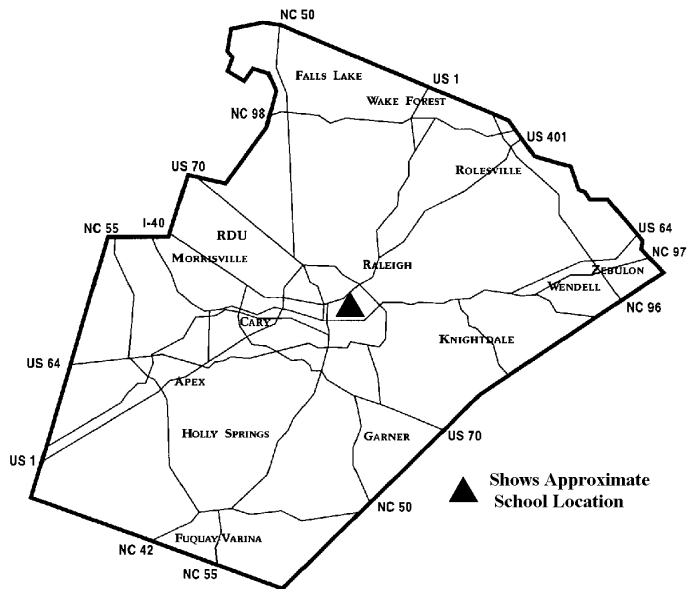 NC 50
FALLS LAKE
US 1
WAKE FOREST
NC 98
US 401
US 70
ROLESVILLE
NC 55
I-40
RDU
MORRISVILLE
RALEIGH
US 64
NC 97
ZEBULON
WENDELL
NC 96
CARY
KNIGHTDALE
US 64
APEX
HOLLY SPRINGS
GARNER
US 70
US 1
Shows Approximate
School Location
NC 50
NC 42
FUQUAY VARINA
NC 55